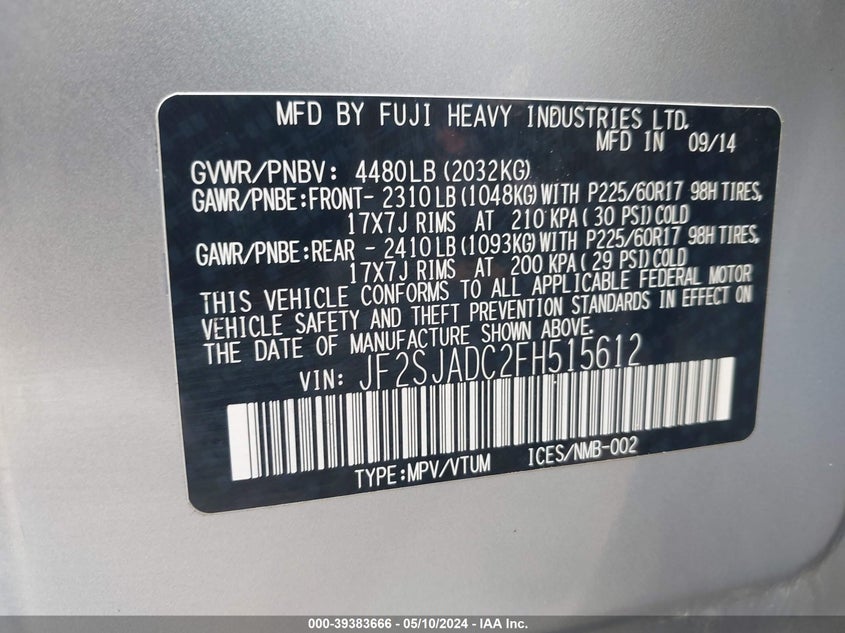 MFD BY FUJI HEAVY INDUSTRIES LTD.
MFD IN 09/14
GVWR/PNBV: 4480LB (2032KG)
GAWR/PNBE:FRONT- 2310LB (1048KG) WITH P225/60R17 98H TIRES,
17X7J RIMS AT 210 KPA ( 30 PSI) COLD
GAWR/PNBE:REAR - 2410LB (1093KG) WITH P225/60R17 98H TIRES,
17X7J RIMS AT 200 KPA ( 29 PSI) COLD
THIS VEHICLE CONFORMS TO ALL APPLICABLE FEDERAL MOTOR
VEHICLE SAFETY AND THEFT PREVENTION STANDARDS IN EFFECT ON
THE DATE OF MANUFACTURE SHOWN ABOVE.
VIN: JF2SJADC2FH515612
TYPE:MPV/VTUM ICES/NMB-002
000-39383666 - 05/10/2024 - IAA Inc.